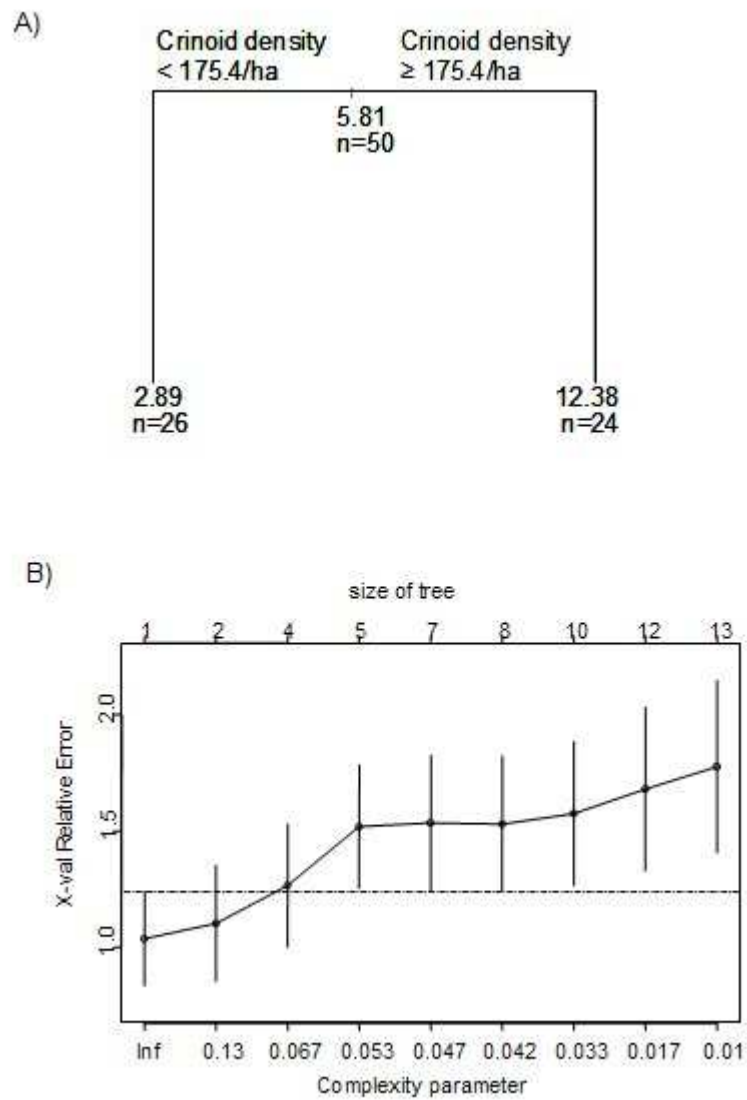 A)
Crinoid density
< 175.4/ha
Crinoid density
≥ 175.4/ha
5.81
n=50
2.89
n=26
12.38
n=24
B)
size of tree
1 2 4 5 7 8 10 12 13
X-val Relative Error
2.0
1.5
1.0
Inf 0.13 0.067 0.053 0.047 0.042 0.033 0.017 0.01
Complexity parameter